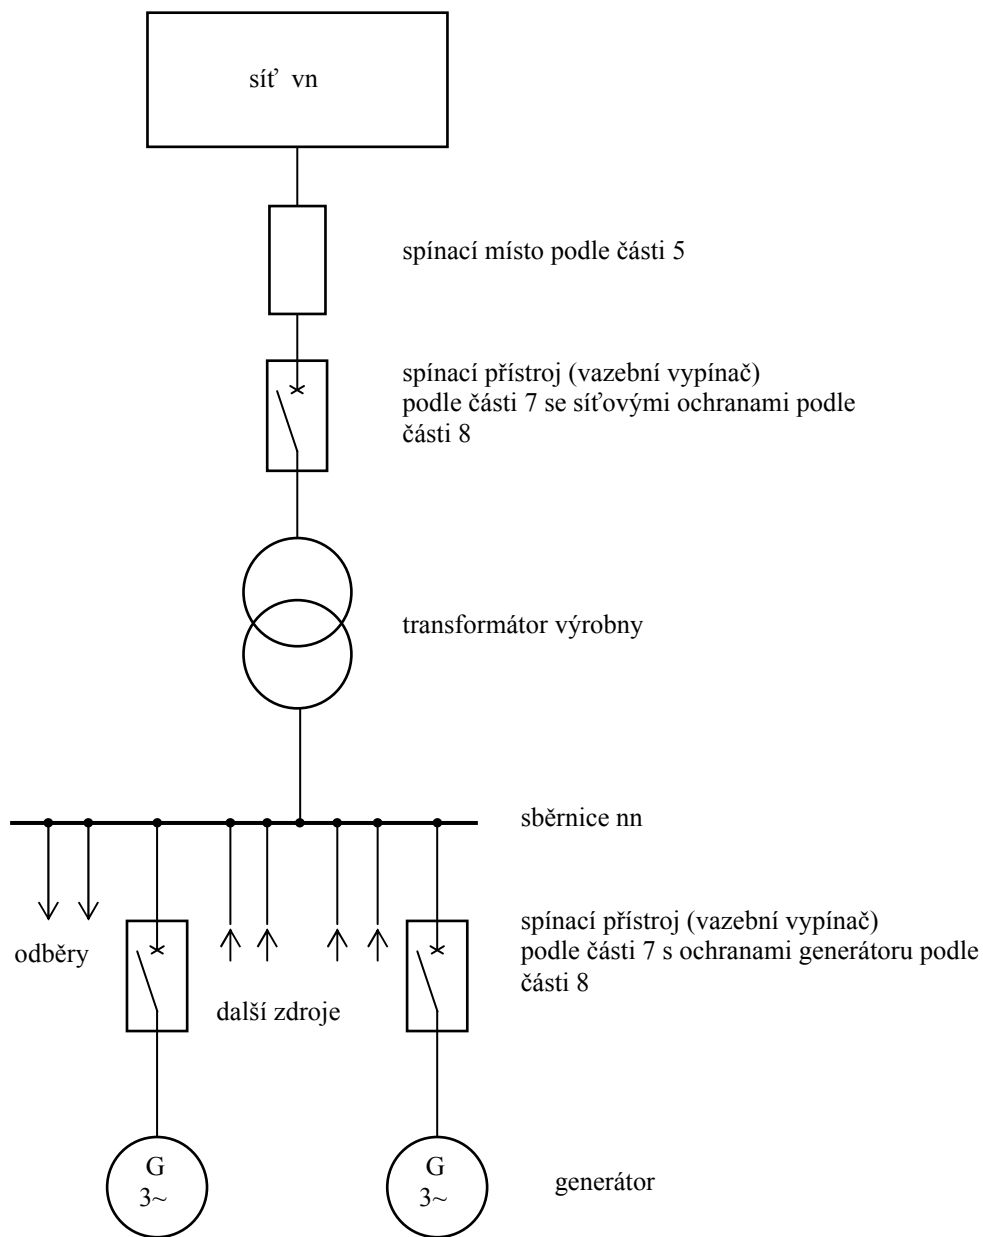 síť vn
spínací místo podle části 5
spínací přístroj (vazební vypínač)
podle části 7 se síťovými ochranami podle
části 8
transformátor výrobny
sběrnice nn
odběry
další zdroje
spínací přístroj (vazební vypínač)
podle části 7 s ochranami generátoru podle
části 8
G
3~
G
3~
generátor